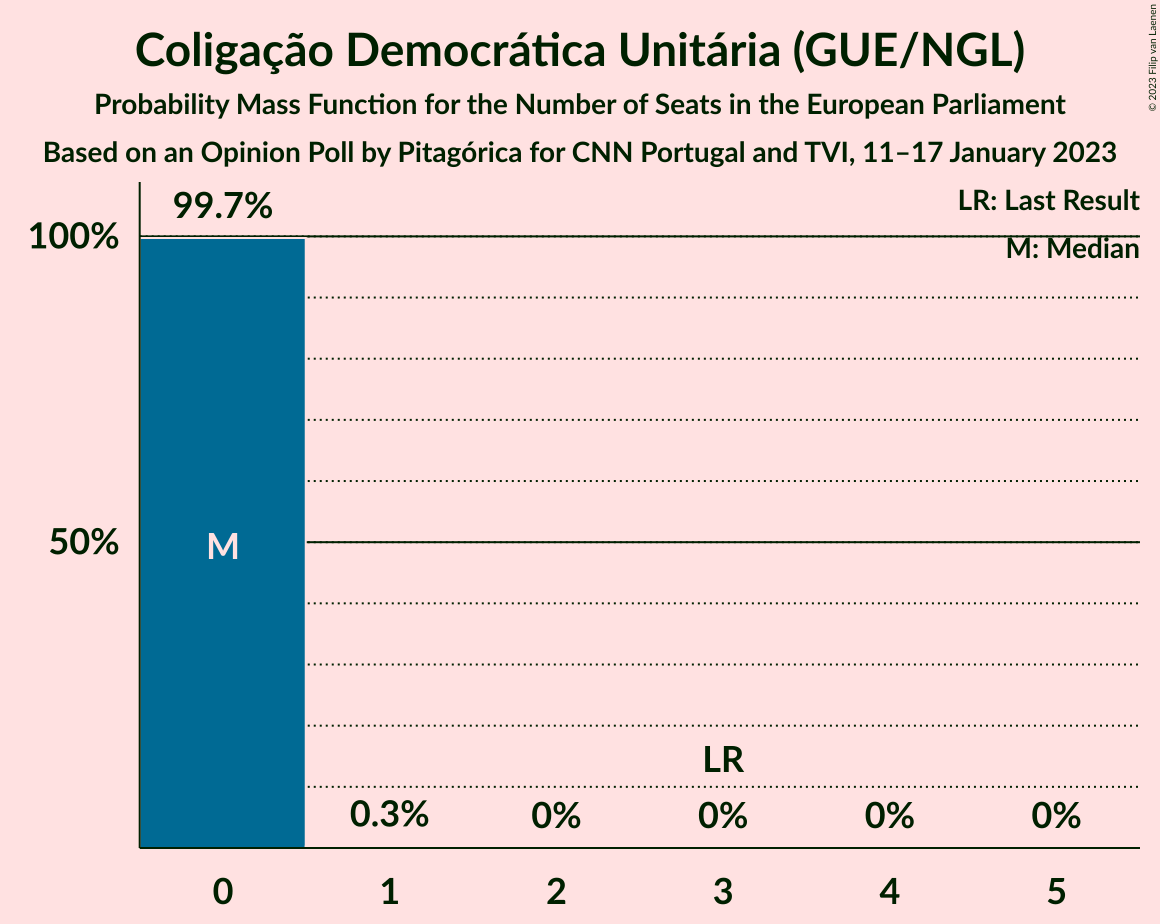 Coligação Democrática Unitária (GUE/NGL)
Probability Mass Function for the Number of Seats in the European Parliament
Based on an Opinion Poll by Pitagórica for CNN Portugal and TVI, 11–17 January 2023
© 2023 Filip van Laenen
LR: Last Result
M: Median
99.7%
100%
50%
M
LR
0.3%
0%
0%
0%
0%
0
1
2
3
4
5